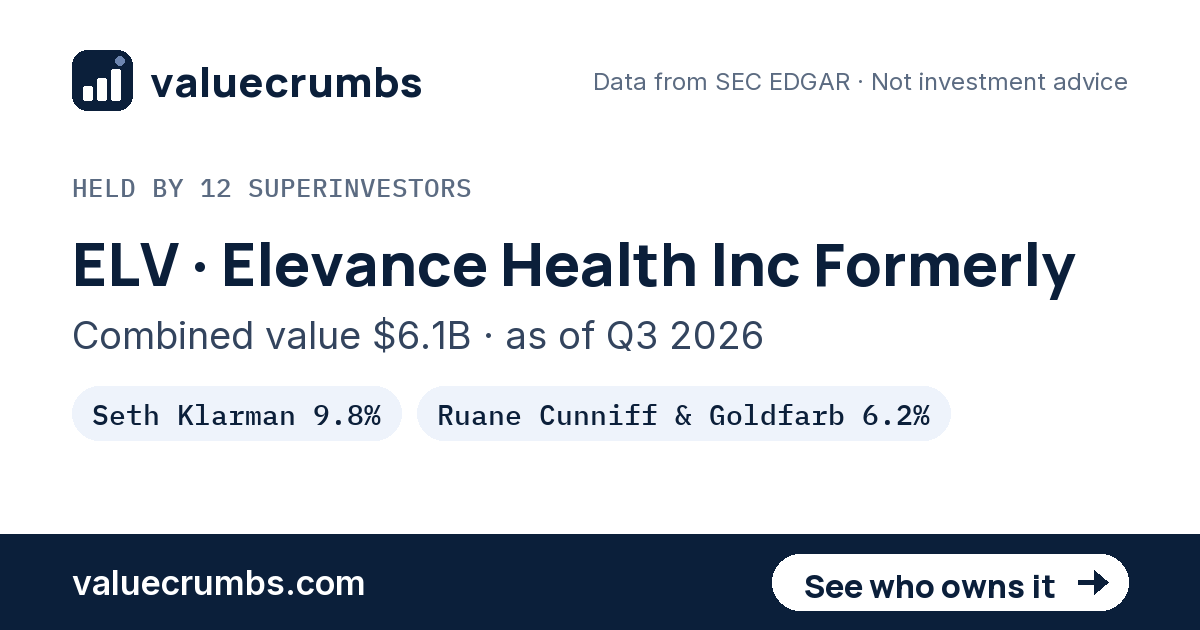 valuecrumbs
Data from SEC EDGAR · Not investment advice
HELD BY 12 SUPERINVESTORS
ELV · Elevance Health Inc Formerly
Combined value $6.1B · as of Q3 2026
Seth Klarman 9.8%
Ruane Cunniff & Goldfarb 6.2%
valuecrumbs.com
See who owns it →